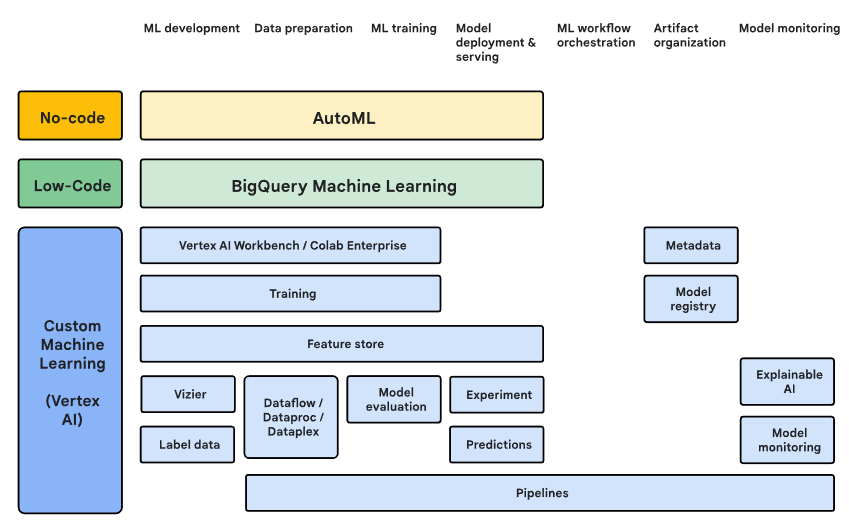 ML development
Data preparation
ML training
Model
deployment &
serving
ML workflow
orchestration
Artifact
organization
Model monitoring
No-code
AutoML
Low-Code
BigQuery Machine Learning
Custom
Machine
Learning
(Vertex
AI)
Vertex AI Workbench / Colab Enterprise
Metadata
Training
Model
registry
Feature store
Vizier
Dataflow /
Dataproc /
Dataplex
Model
evaluation
Experiment
Explainable
AI
Label data
Predictions
Model
monitoring
Pipelines